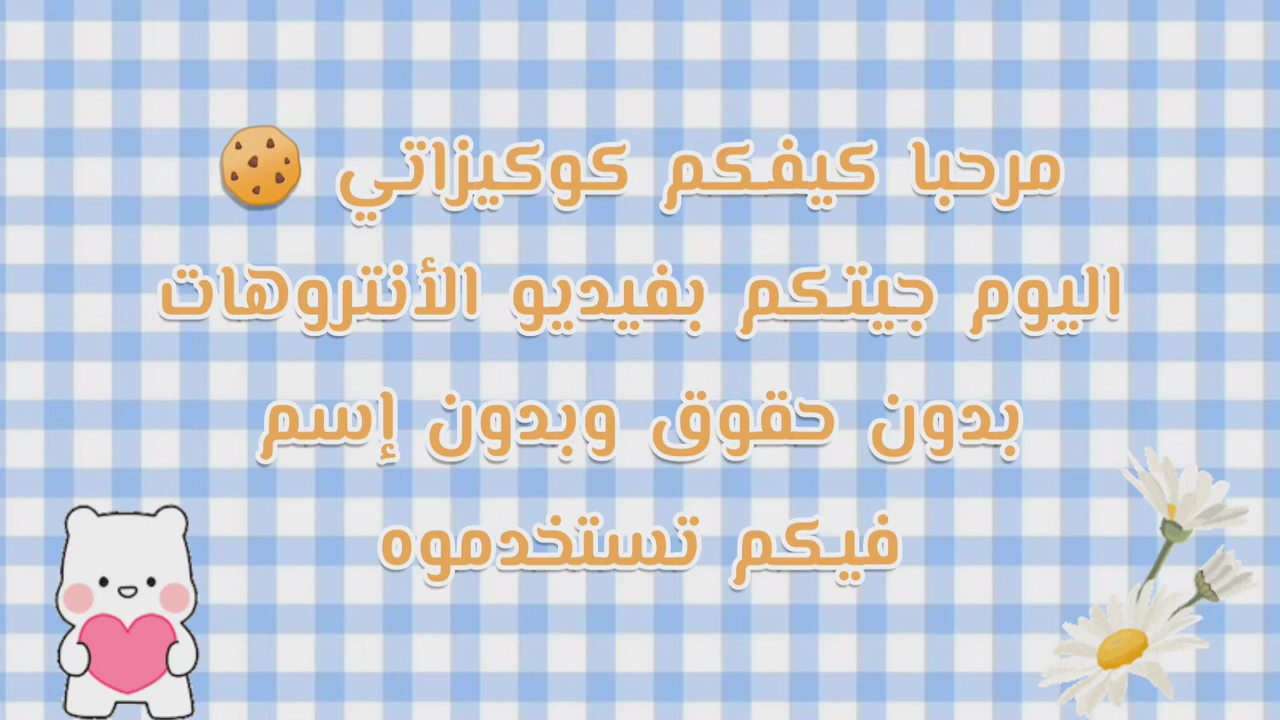 مرحبا كيفكم كوكيزاتي 🍪
اليوم جيتكم بفيديو الأنتروهات
بدون حقوق وبدون إسم
فيكم تستخدموه